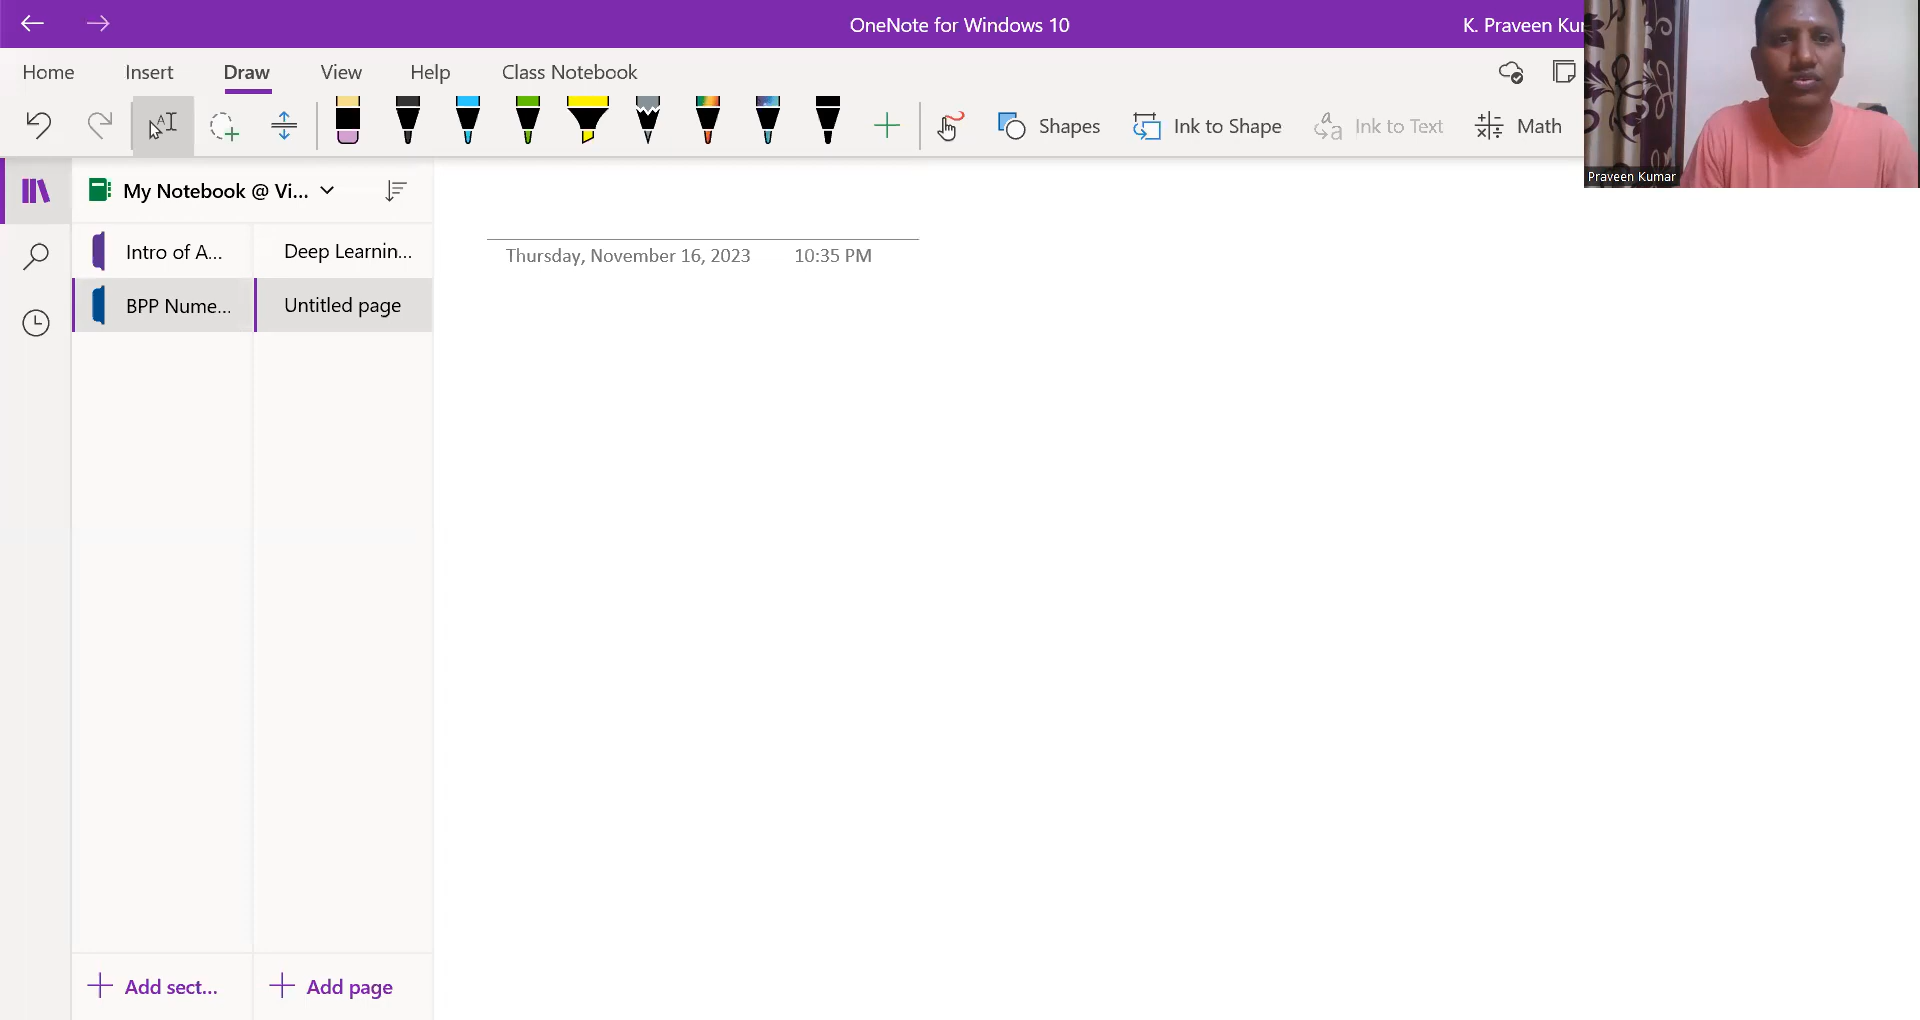 OneNote for Windows 10
K. Praveen Kur
Home Insert Draw View Help Class Notebook
Shapes Ink to Shape Ink to Text Math
Praveen Kumar
My Notebook @ Vi...
Intro of A...
Deep Learnin...
BPP Nume...
Untitled page
Thursday, November 16, 2023 10:35 PM
Add sect...
Add page